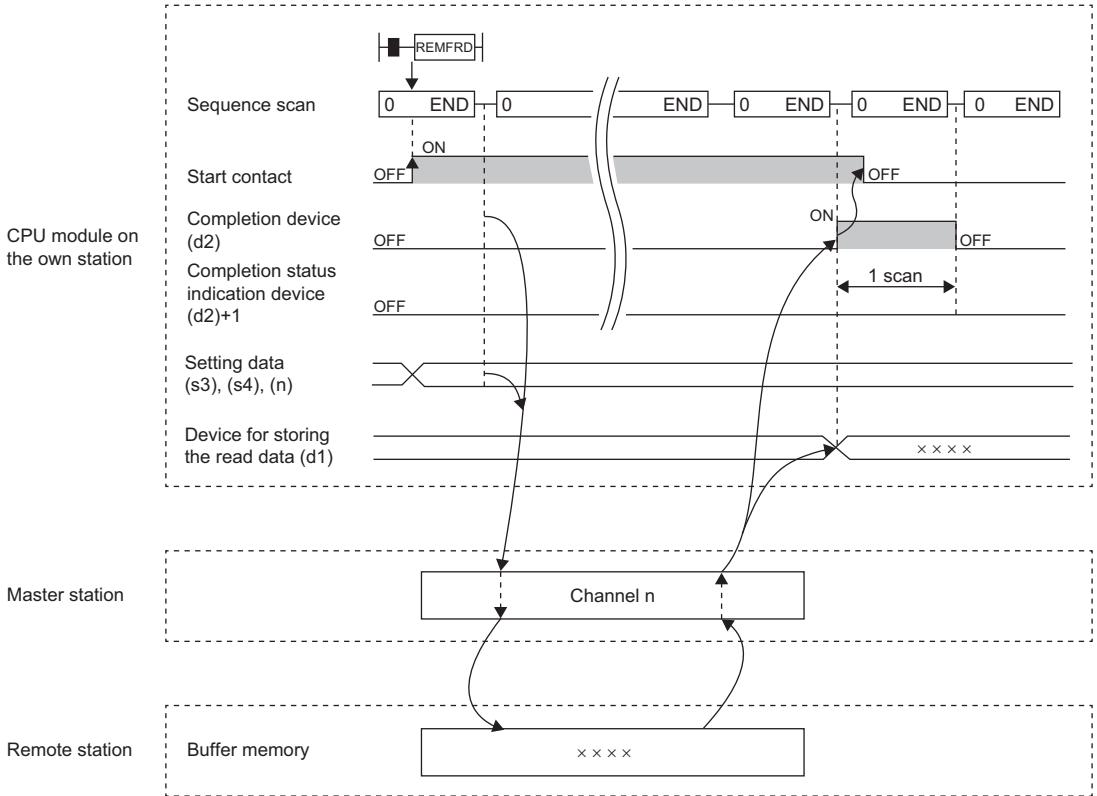 REMFRD
Sequence scan
0 END 0 END 0 END 0 END 0 END
ON
Start contact
OFF
OFF
CPU module on
the own station
Completion device
(d2)
OFF
ON
OFF
Completion status
indication device
(d2)+1
OFF
1 scan
Setting data
(s3), (s4), (n)
Device for storing
the read data (d1)
××××
Master station
Channel n
Remote station
Buffer memory
××××